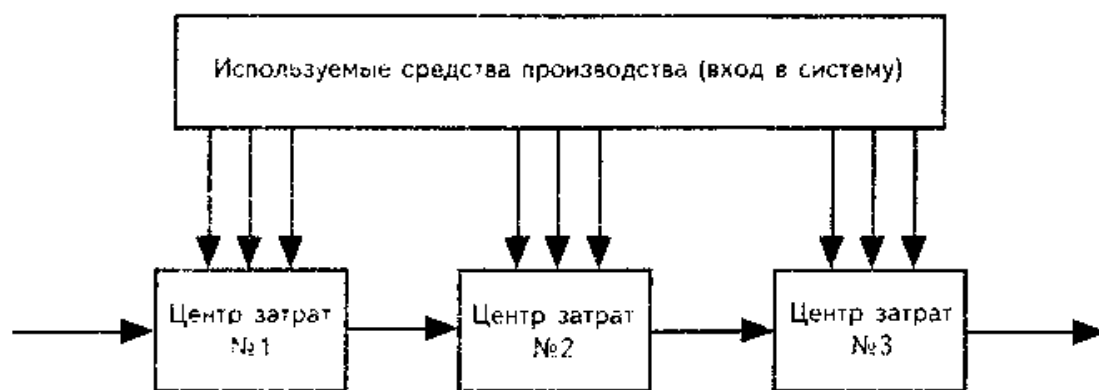 Используемые средства производства (вход в систему)
Центр затрат
№1
Центр затрат
№2
Центр затрат
№3